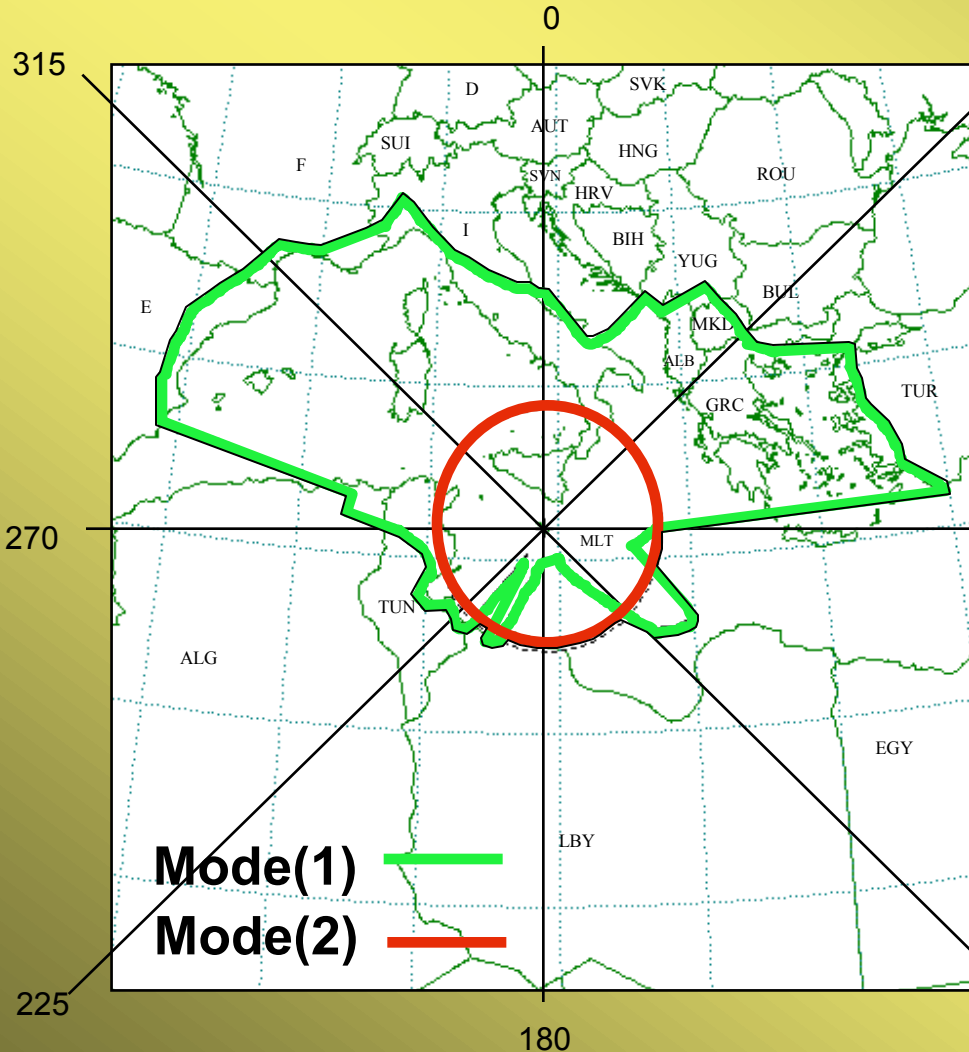 0
315
D
SVK
AUT
SUI
HNG
F
SVN
ROU
HRV
I
BIH
YUG
E
BUL
MKD
ALB
TUR
GRC
270
MLT
TUN
ALG
EGY
LBY
Mode(1)
Mode(2)
225
180